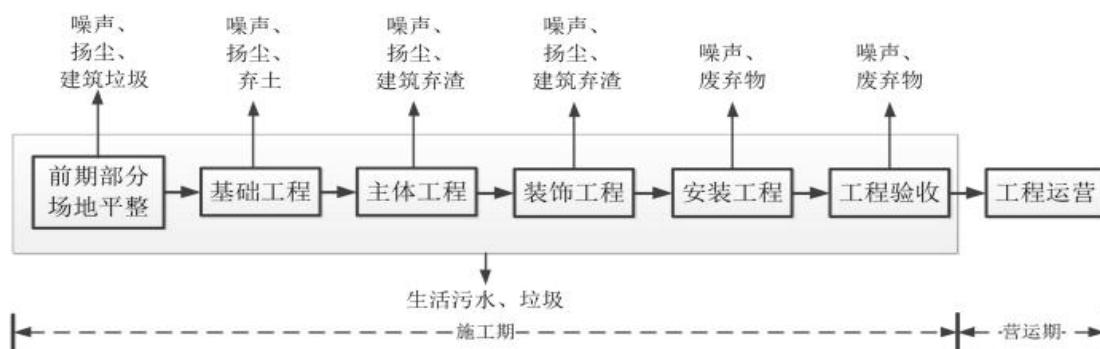 噪声、
扬尘、
建筑垃圾
噪声、
扬尘、
弃土
噪声、
扬尘、
建筑弃渣
噪声、
扬尘、
建筑弃渣
噪声、
废弃物
噪声、
废弃物
前期部分
场地平整
基础工程
主体工程
装饰工程
安装工程
工程验收
工程运营
生活污水、垃圾
施工期
营运期